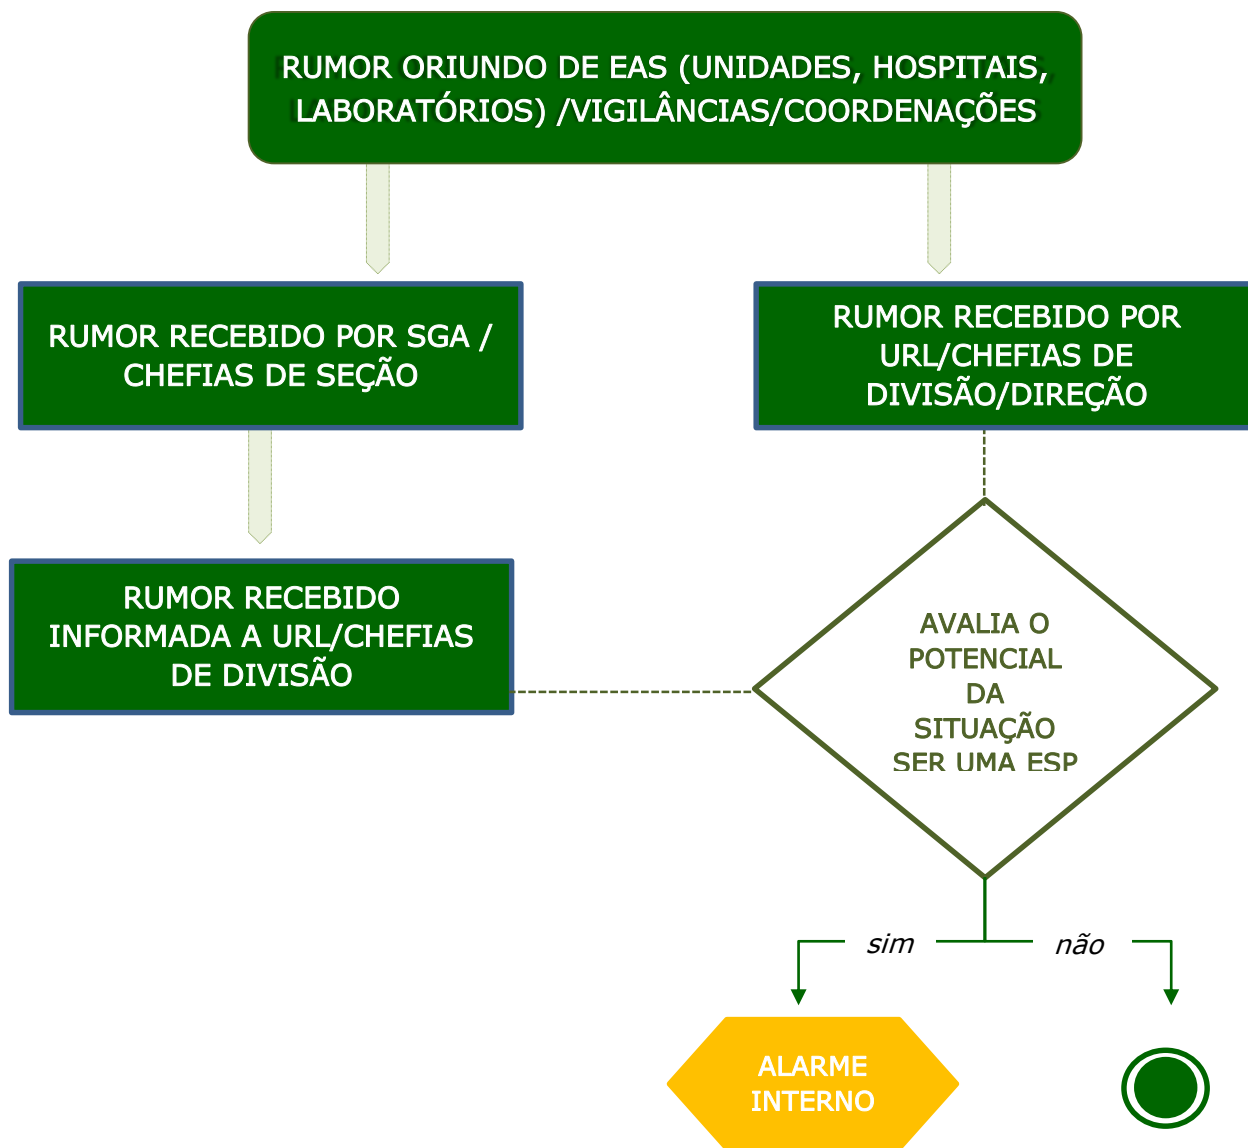 RUMOR ORIUNDO DE EAS (UNIDADES, HOSPITAIS,
LABORATÓRIOS) /VIGILÂNCIAS/COORDENAÇÕES
RUMOR RECEBIDO POR SGA /
CHEFIAS DE SEÇÃO
RUMOR RECEBIDO POR
URL/CHEFIAS DE
DIVISÃO/DIREÇÃO
RUMOR RECEBIDO
INFORMADA A URL/CHEFIAS
DE DIVISÃO
AVALIA O
POTENCIAL
DA
SITUAÇÃO
SER UMA ESP
sim
não
ALARME
INTERNO